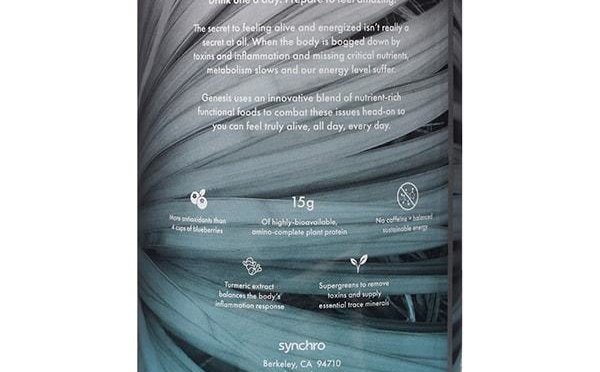 Drink one a day. Prepare to feel amazing.
The secret to feeling alive and energized isn't really a
secret at all. When the body is bogged down by
toxins and inflammation and missing critical nutrients,
metabolism slows and our energy level suffer.
Genesis uses an innovative blend of nutrient-rich
functional foods to combat these issues head-on so
you can feel truly alive, all day, every day.
More antioxidants than
4 cups of blueberries
15g
Of highly-bioavailable,
amino-complete plant protein
No caffeine = balanced
sustainable energy
Turmeric extract
balances the body's
inflammation response
Supergreens to remove
toxins and supply
essential trace minerals
synchro
Berkeley, CA 94710